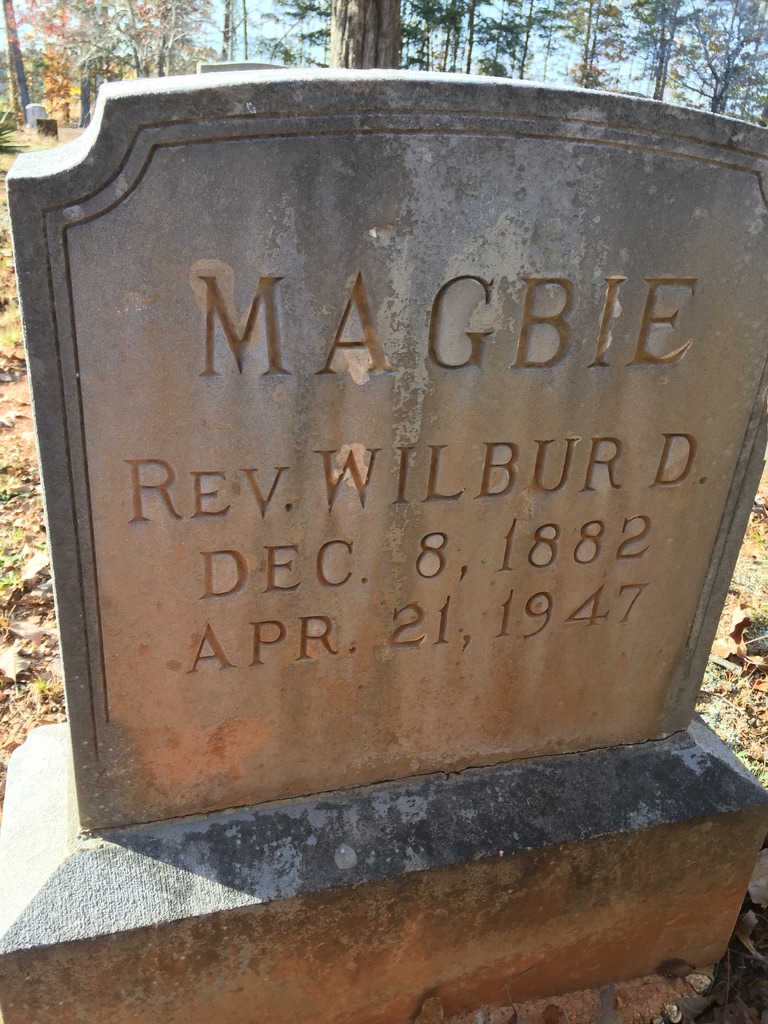 MAGBIE
REV. WILBUR D.
DEC. 8, 1882
APR. 21, 1947